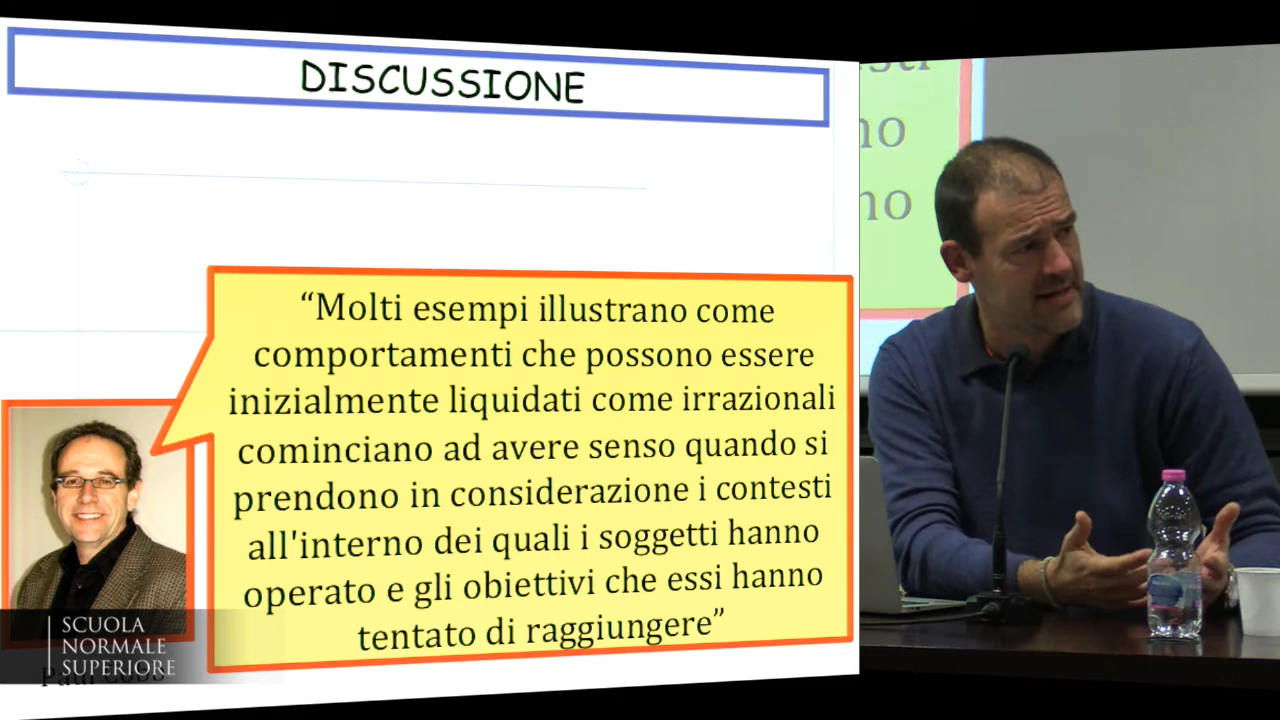 DISCUSSIONE
“Molti esempi illustrano come
comportamenti che possono essere
inizialmente liquidati come irrazionali
cominciano ad avere senso quando si
prendono in considerazione i contesti
all'interno dei quali i soggetti hanno
operato e gli obiettivi che essi hanno
tentato di raggiungere”
SCUOLA
NORMALE
SUPERIORE